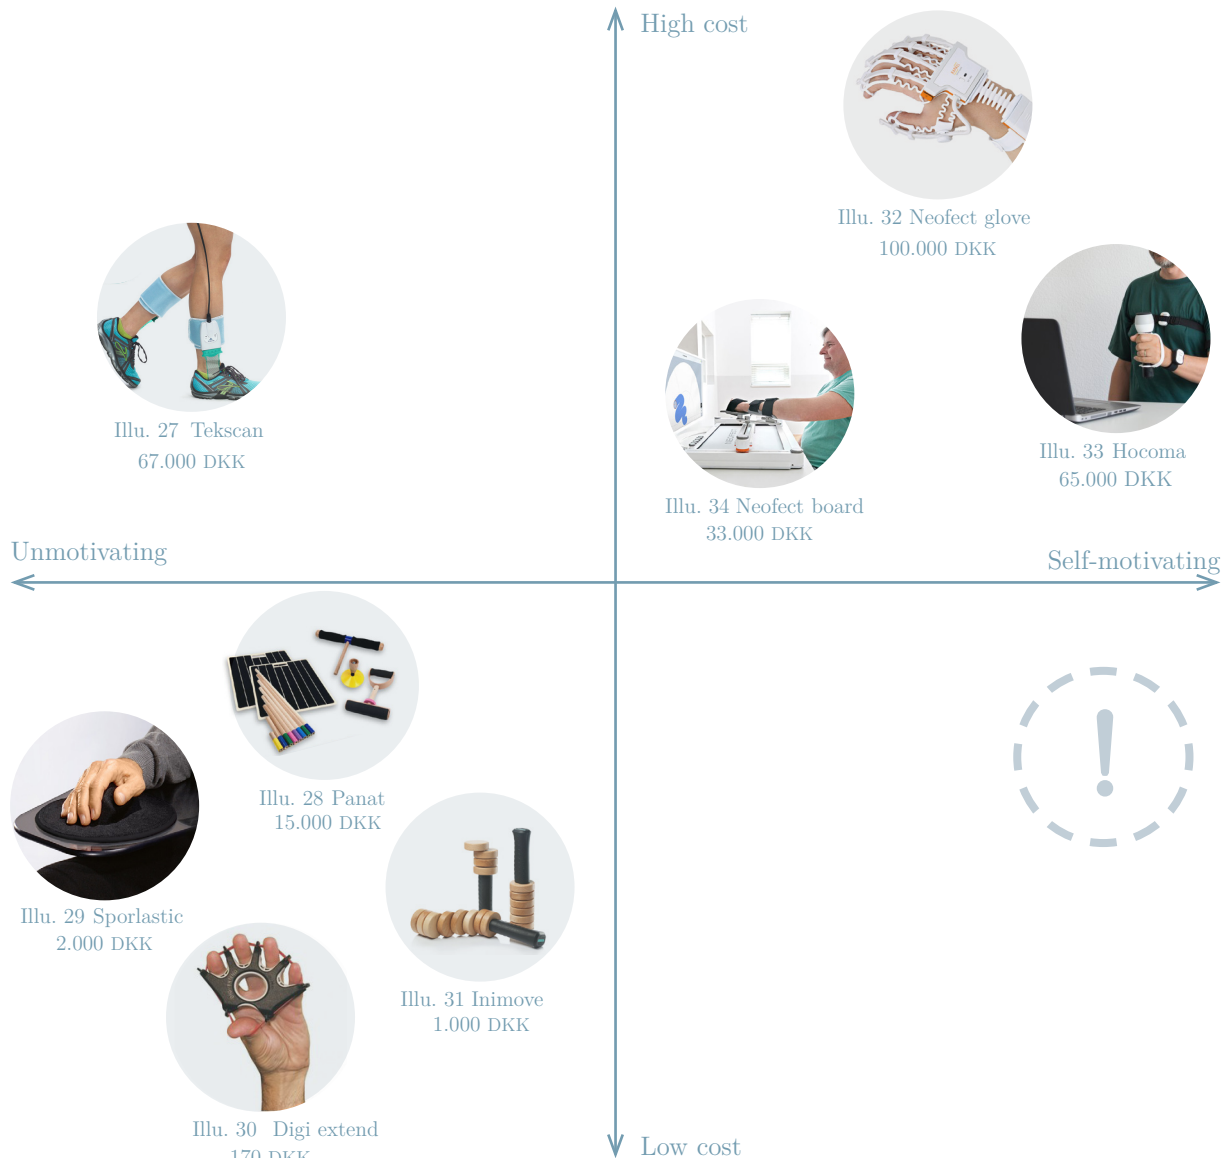 High cost
Illu. 32 Neofect glove
100.000 DKK
Illu. 27 Tekscan
67.000 DKK
Illu. 33 Hocoma
65.000 DKK
Illu. 34 Neofect board
33.000 DKK
Unmotivating
Self-motivating
Illu. 28 Panat
15.000 DKK
Illu. 29 Sporlastic
2.000 DKK
Illu. 31 Inimove
1.000 DKK
Illu. 30 Digi extend
170 DKK
Low cost